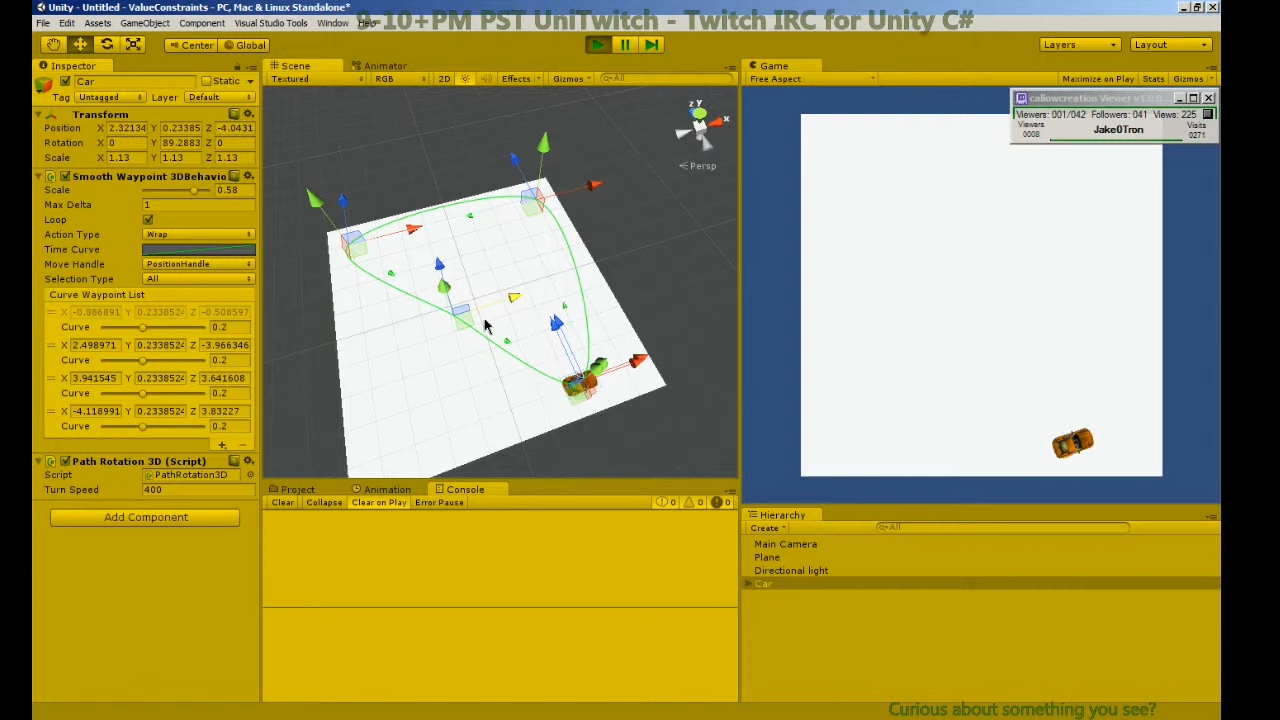 Unity - Untitled - ValueConstraints - PC, Mac & Linux Standalone*
9-10+PM PST UniTwitch - Twitch IRC for Unity C#
File Edit Assets GameObject Component Visual Studio Tools Window Help
Center Global Layers Layout
Inspector
Car Static
Tag Untagged Layer Default
Transform
Position X 2.32134 Y 0.23385 Z -4.0431
Rotation X 0 Y 89.2883 Z 0
Scale X 1.13 Y 1.13 Z 1.13
Smooth Waypoint 3DBehavio
Scale 0.58
Max Delta 1
Loop
Action Type Wrap
Time Curve
Move Handle PositionHandle
Selection Type All
Curve Waypoint List
X -0.886891 Y 0.2338524 Z -0.508597
Curve 0.2
X 2.498971 Y 0.2338524 Z -3.966346
Curve 0.2
X 3.941545 Y 0.2338524 Z 3.641608
Curve 0.2
X -4.118991 Y 0.2338524 Z 3.83227
Curve 0.2
Path Rotation 3D (Script)
Script PathRotation3D
Turn Speed 400
Add Component
Scene Animator
Textured RGB 2D Effects Gizmos All
z y
x
Persp
Project Animation Console
Clear Collapse Clear on Play Error Pause 0 0 0
Game
Free Aspect Maximize on Play Stats Gizmos
callowcreation Viewer v1.0.0
Viewers: 001/042 Followers: 041 Views: 225
Viewers Jake0Tron Visits
0008 0271
Hierarchy
Create All
Main Camera
Plane
Directional light
Car
Curious about something you see?